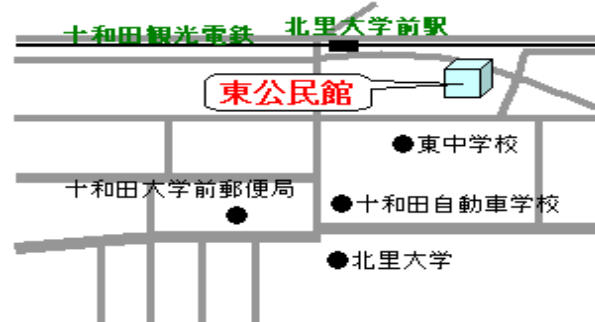 十和田観光電鉄
北里大学前駅
東公民館
東中学校
十和田大学前郵便局
十和田自動車学校
北里大学